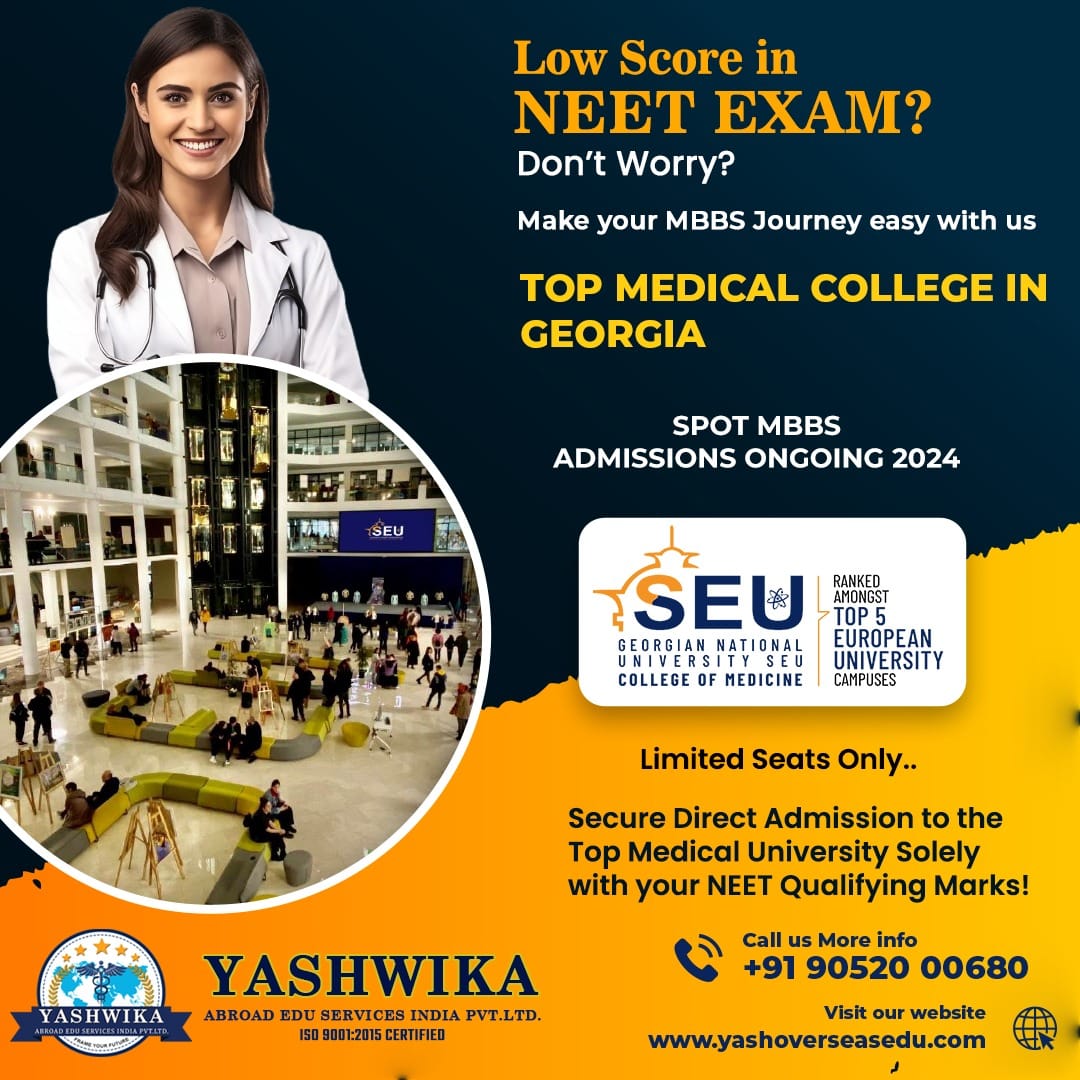 Low Score in
NEET EXAM?
Don't Worry?
Make your MBBS Journey easy with us
TOP MEDICAL COLLEGE IN
GEORGIA
SPOT MBBS
ADMISSIONS ONGOING 2024
SEU
SEU
GEORGIAN NATIONAL
UNIVERSITY SEU
COLLEGE OF MEDICINE
RANKED
AMONGST
TOP 5
EUROPEAN
UNIVERSITY
CAMPUSES
Limited Seats Only..
Secure Direct Admission to the
Top Medical University Solely
with your NEET Qualifying Marks!
YASHWIKA
ABROAD EDU SERVICES INDIA PVT.LTD.
FRAME YOUR FUTURE
YASHWIKA
ABROAD EDU SERVICES INDIA PVT.LTD.
ISO 9001:2015 CERTIFIED
Call us More info
+91 90520 00680
Visit our website
www.yashoverseasedu.com